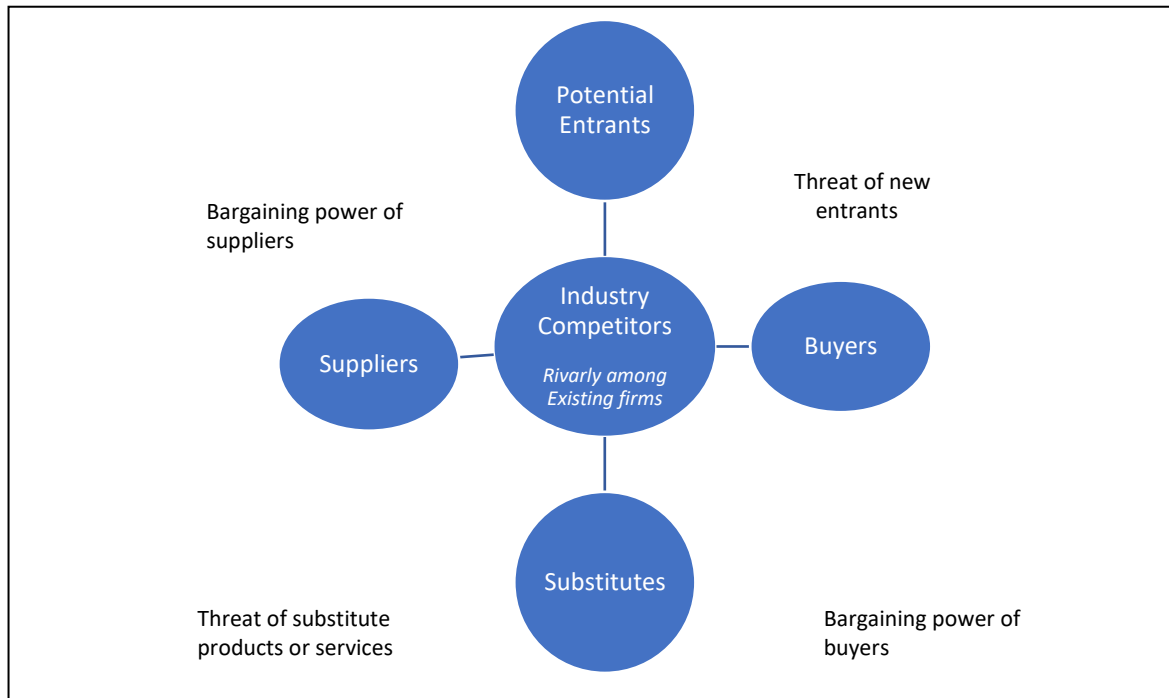 Potential
Entrants
Threat of new
entrants
Bargaining power of
suppliers
Industry
Competitors
Rivarly among
Existing firms
Suppliers
Buyers
Substitutes
Threat of substitute
products or services
Bargaining power of
buyers